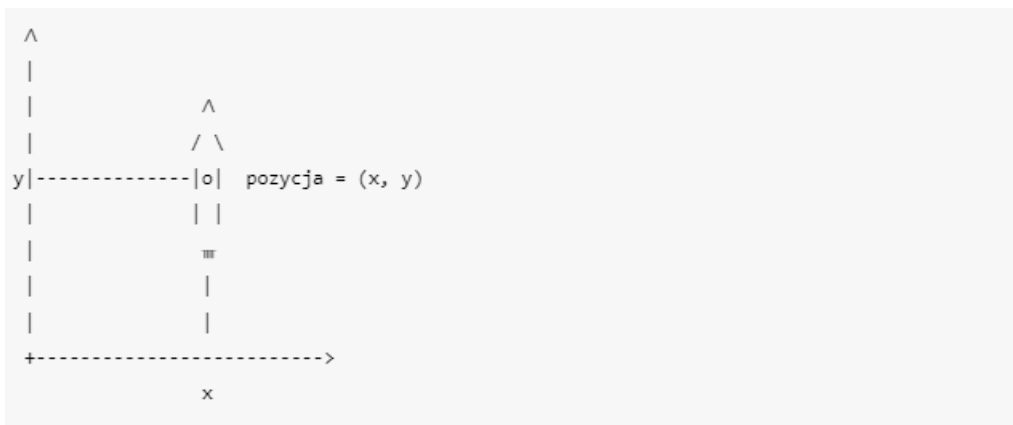 ^
|
|               ^
|              / \
y|--------------|o|  pozycja = (x, y)
|              | |
|               ╥
|               |
|               |
+-------------------------->
x